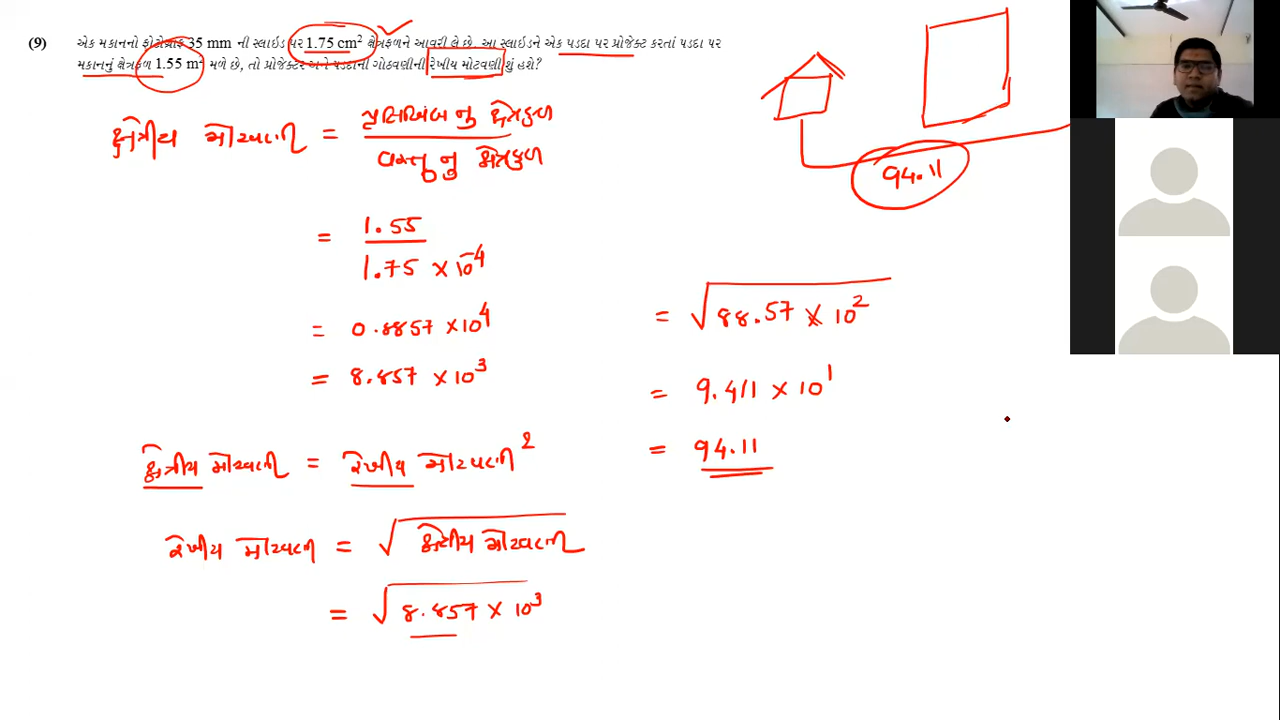 (9) એક મકાનનો ફોટોગ્રાફ 35 mm ની સ્લાઇડ પર 1.75 cm² ક્ષેત્રફળને આવરી લે છે. આ સ્લાઇડને એક પડદા પર પ્રોજેક્ટ કરતાં પડદા પર
મકાનનું ક્ષેત્રફળ 1.55 m² મળે છે, તો પ્રોજેક્ટર અને પડદાની ગોઠવણીની રેખીય મોટવણી શું હશે?
ક્ષેત્રીય મોટવણી = પ્રતિબિંબ નુ ક્ષેત્રફળ
વસ્તુ નુ ક્ષેત્રફળ
= 1.55
1.75 × 10⁻⁴
= 0.8857 × 10⁴
= 8.857 × 10³
ક્ષેત્રીય મોટવણી = રેખીય મોટવણી²
રેખીય મોટવણી = √ક્ષેત્રીય મોટવણી
= √8.857 × 10³
94.11
= √88.57 × 10²
= 9.411 × 10¹
= 94.11